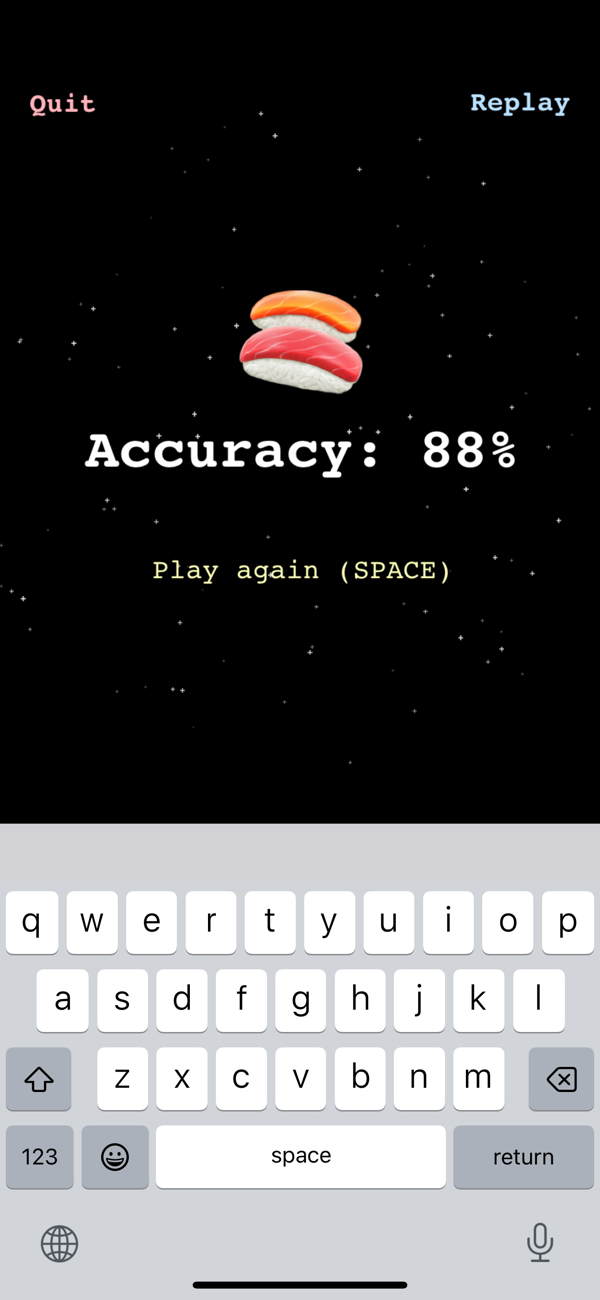 Quit Replay
Accuracy: 88%
Play again (SPACE)
q w e r t y u i o p
a s d f g h j k l
z x c v b n m
123 space return